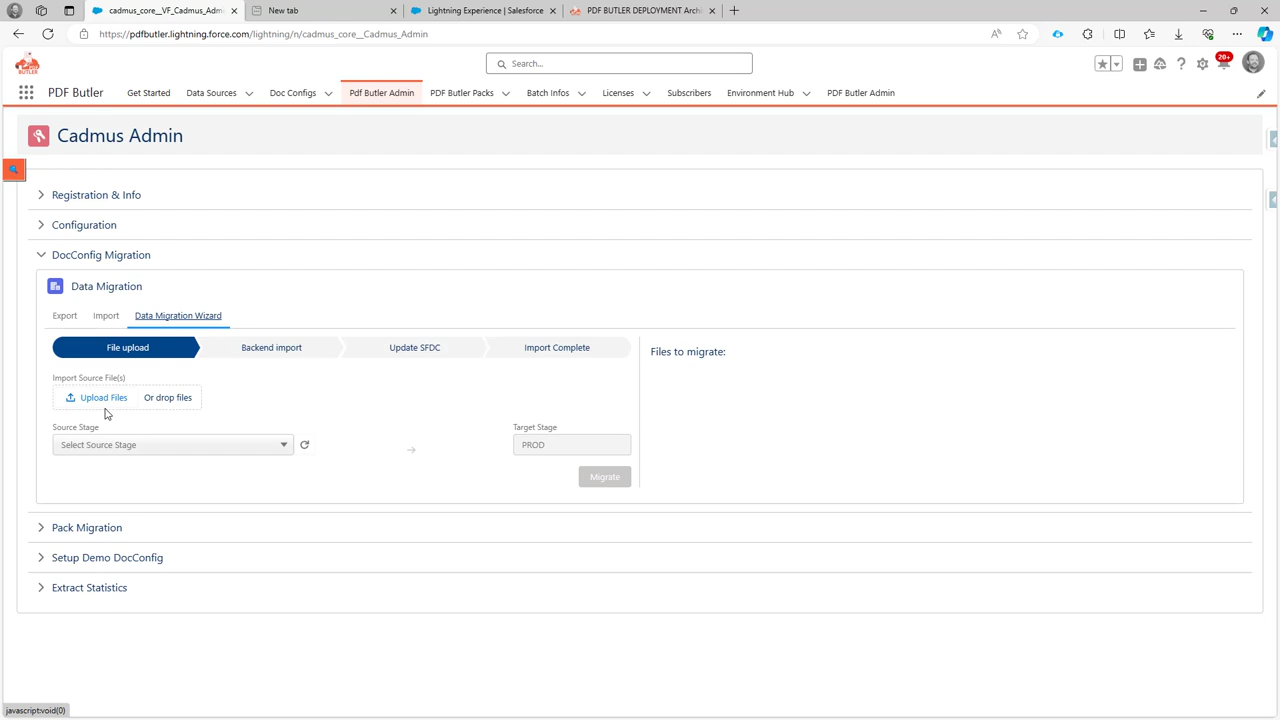 cadmus_core__VF_Cadmus_Admi
New tab
Lightning Experience | Salesforce
PDF BUTLER DEPLOYMENT Arch
https://pdfbutler.lightning.force.com/lightning/n/cadmus_core__Cadmus_Admin
PDF BUTLER
Search...
20+
PDF Butler
Get Started
Data Sources
Doc Configs
Pdf Butler Admin
PDF Butler Packs
Batch Infos
Licenses
Subscribers
Environment Hub
PDF Butler Admin
Cadmus Admin
Registration & Info
Configuration
DocConfig Migration
Data Migration
Export Import Data Migration Wizard
File upload Backend import Update SFDC Import Complete
Files to migrate:
Import Source File(s)
Upload Files Or drop files
Source Stage
Target Stage
Select Source Stage
PROD
Migrate
Pack Migration
Setup Demo DocConfig
Extract Statistics
javascript:void(0)